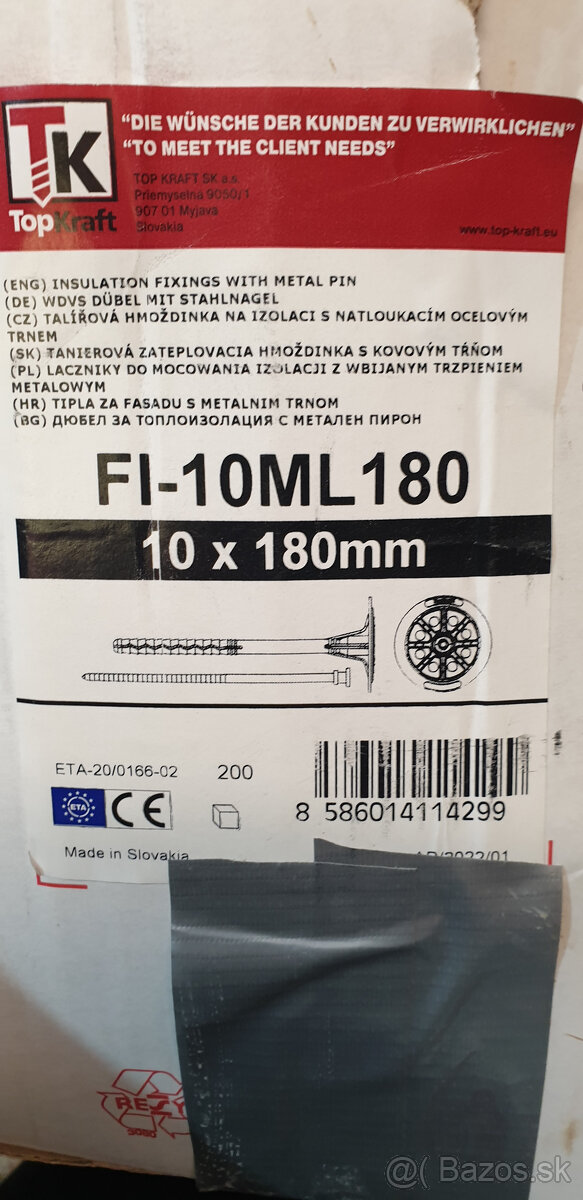 TK
TopKraft
"DIE WÜNSCHE DER KUNDEN ZU VERWIRKLICHEN"
"TO MEET THE CLIENT NEEDS"
TOP KRAFT SK a.s.
Priemyselná 9050/1
907 01 Myjava
Slovakia
www.top-kraft.eu
(ENG) INSULATION FIXINGS WITH METAL PIN
(DE) WDVS DÜBEL MIT STAHLNAGEL
(CZ) TALÍŘOVÁ HMOŽDINKA NA IZOLACI S NATLOUKACÍM OCELOVÝM
TRNEM
(SK) TANIEROVÁ ZATEPLOVACIA HMOŽDINKA S KOVOVÝM TŔŇOM
(PL) LACZNIKY DO MOCOWANIA IZOLACJI Z WBIJANYM TRZPIENIEM
METALOWYM
(HR) TIPLA ZA FASADU S METALNIM TRNOM
(BG) ДЮБЕЛ ЗА ТОПЛОИЗОЛАЦИЯ С МЕТАЛЕН ПИРОН
FI-10ML180
10 x 180mm
ETA-20/0166-02
200
ETA CE
8 586014114299
Made in Slovakia
Bazos.sk